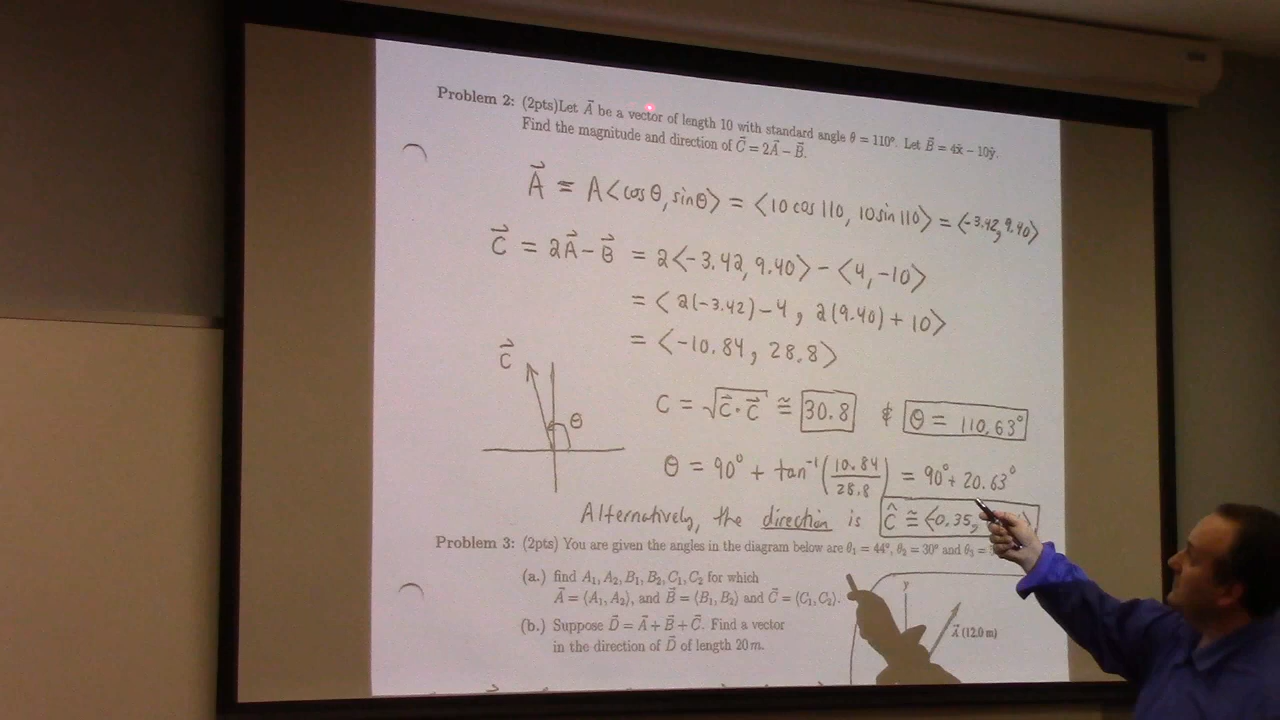 Problem 2: (2pts)Let A⃗ be a vector of length 10 with standard angle θ = 110°. Let B⃗ = 4x̂ − 10ŷ.
Find the magnitude and direction of C⃗ = 2A⃗ − B⃗.
A⃗ = A⟨cos θ, sin θ⟩ = ⟨10 cos 110, 10 sin 110⟩ = ⟨-3.42, 9.40⟩
C⃗ = 2A⃗ − B⃗ = 2⟨-3.42, 9.40⟩ − ⟨4, -10⟩
= ⟨2(-3.42) − 4, 2(9.40) + 10⟩
= ⟨-10.84, 28.8⟩
C⃗
θ
C = √C⃗·C⃗ ≅ 30.8 & θ = 110.63°
θ = 90° + tan⁻¹(10.84/28.8) = 90° + 20.63°
Alternatively, the direction is Ĉ ≅ ⟨-0.35,
Problem 3: (2pts) You are given the angles in the diagram below are θ₁ = 44°, θ₂ = 30° and θ₃ =
(a.) find A₁, A₂, B₁, B₂, C₁, C₂ for which
A⃗ = ⟨A₁, A₂⟩, and B⃗ = ⟨B₁, B₂⟩ and C⃗ = ⟨C₁, C₂⟩.
(b.) Suppose D⃗ = A⃗ + B⃗ + C⃗. Find a vector
in the direction of D⃗ of length 20 m.
y
A⃗ (12.0 m)